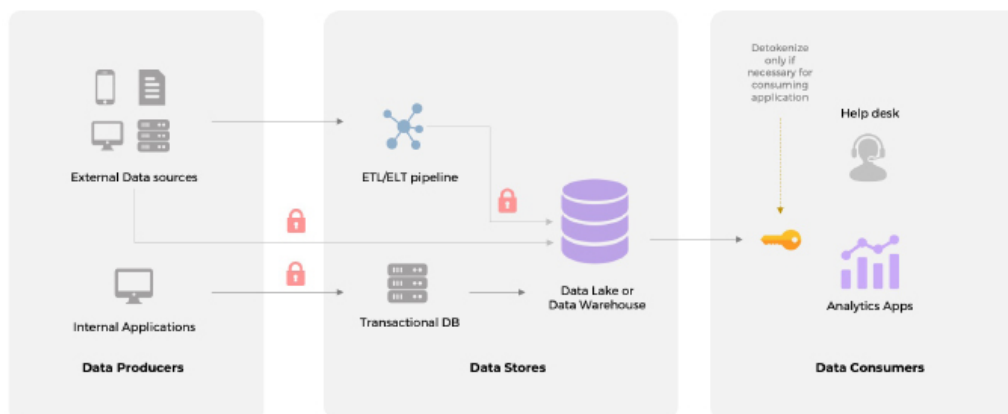 Detokenize
only if
necessary for
consuming
application
Help desk
External Data sources
ETL/ELT pipeline
Data Lake or
Data Warehouse
Internal Applications
Transactional DB
Analytics Apps
Data Producers
Data Stores
Data Consumers